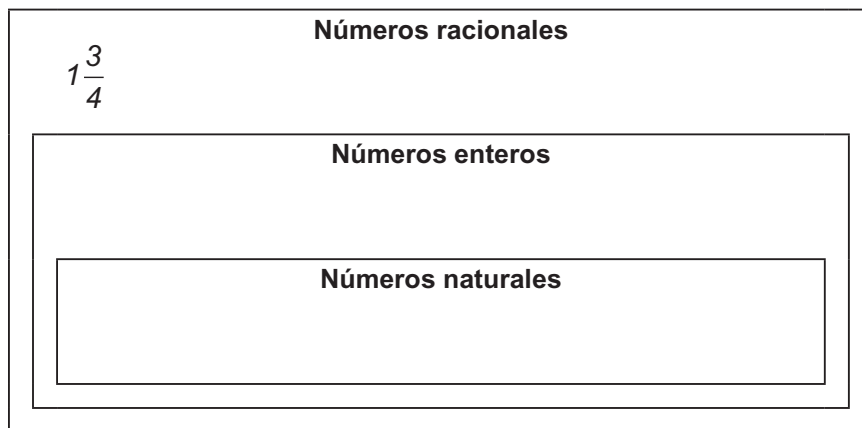 Números racionales
1 3/4
Números enteros
Números naturales